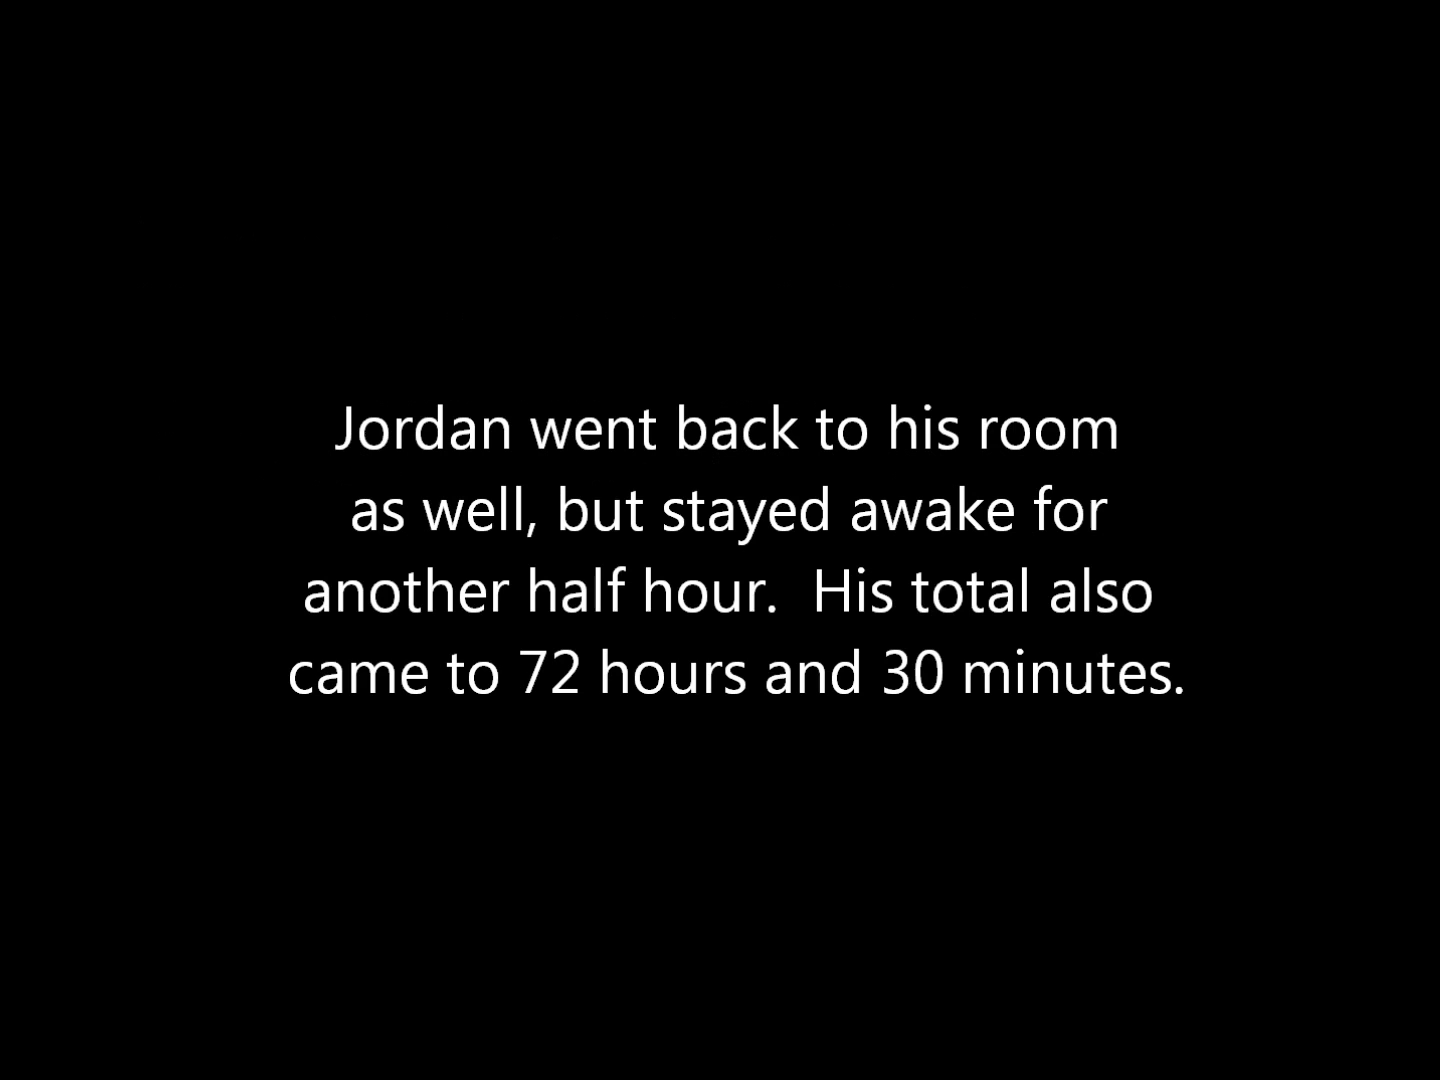 Jordan went back to his room
as well, but stayed awake for
another half hour.  His total also
came to 72 hours and 30 minutes.